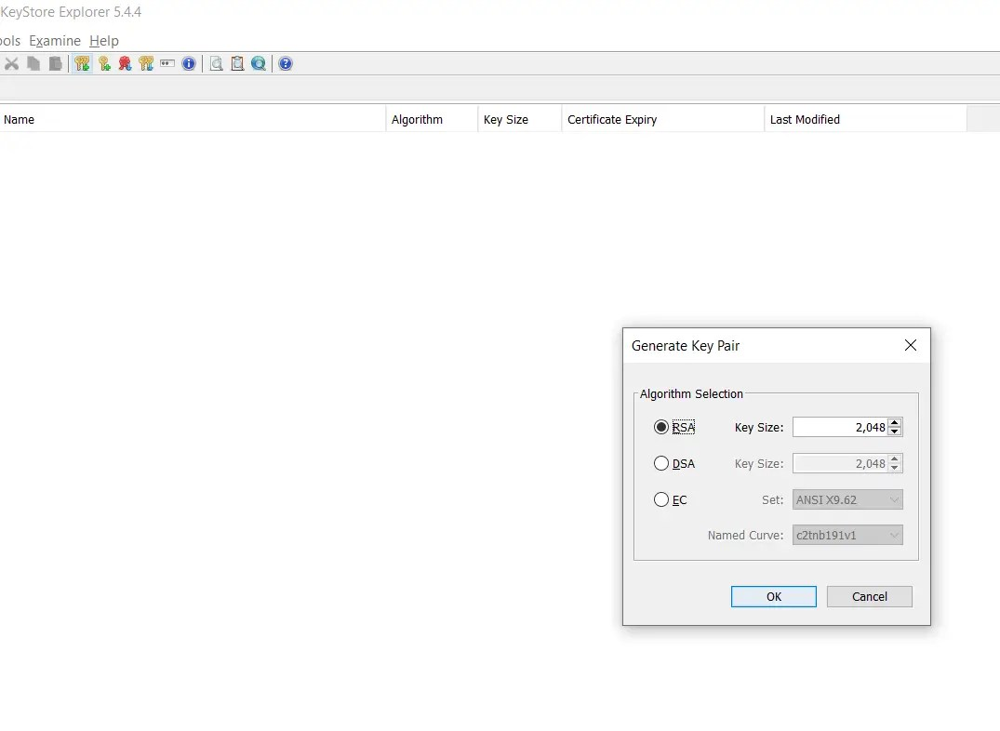 KeyStore Explorer 5.4.4
ools Examine Help
Name Algorithm Key Size Certificate Expiry Last Modified
Generate Key Pair
Algorithm Selection
RSA Key Size: 2,048
DSA Key Size: 2,048
EC Set: ANSI X9.62
Named Curve: c2tnb191v1
OK Cancel